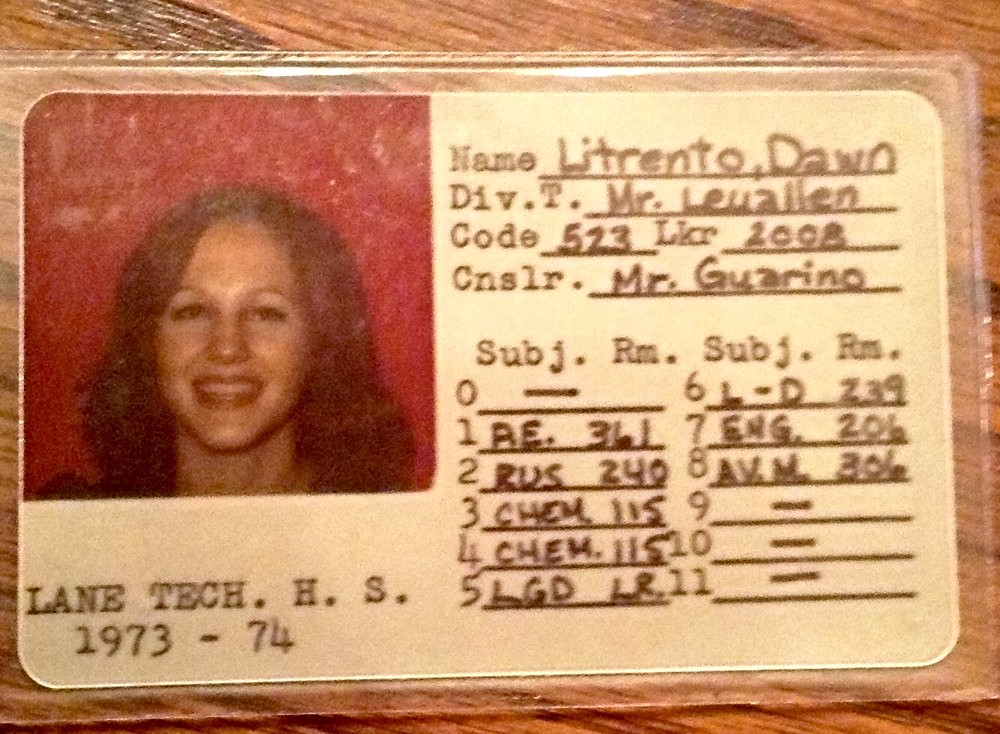 Name Litrento, Dawn
Div.T. Mr. Leuallen
Code 523 Lkr 2008
Cnslr. Mr. Guarino
Subj. Rm. Subj. Rm.
0 — 6 L-D 239
1 AE. 361 7 ENG. 206
2 RUS 240 8 AV.M. 306
3 CHEM. 115 9 —
4 CHEM. 115 10 —
5 LGD LR. 11 —
LANE TECH. H. S.
1973 - 74